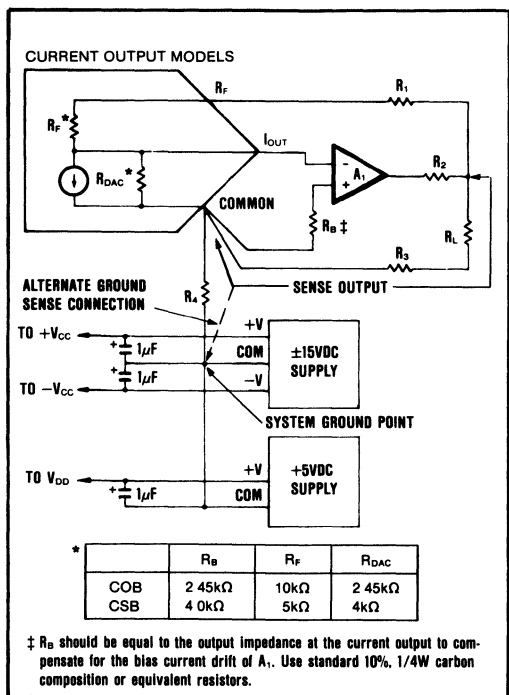 CURRENT OUTPUT MODELS
RF
R1
RF*
IOUT
RDAC*
A1
-
+
R2
COMMON
RB ‡
RL
R3
ALTERNATE GROUND
SENSE CONNECTION
R4
SENSE OUTPUT
TO +VCC
+ 1µF
+V
COM
±15VDC
SUPPLY
+ 1µF
TO −VCC
−V
SYSTEM GROUND POINT
TO VDD
+ 1µF
+V
COM
+5VDC
SUPPLY
*
RB RF RDAC
COB 2 45kΩ 10kΩ 2 45kΩ
CSB 4 0kΩ 5kΩ 4kΩ
‡ RB should be equal to the output impedance at the current output to com-
pensate for the bias current drift of A1. Use standard 10%, 1/4W carbon
composition or equivalent resistors.